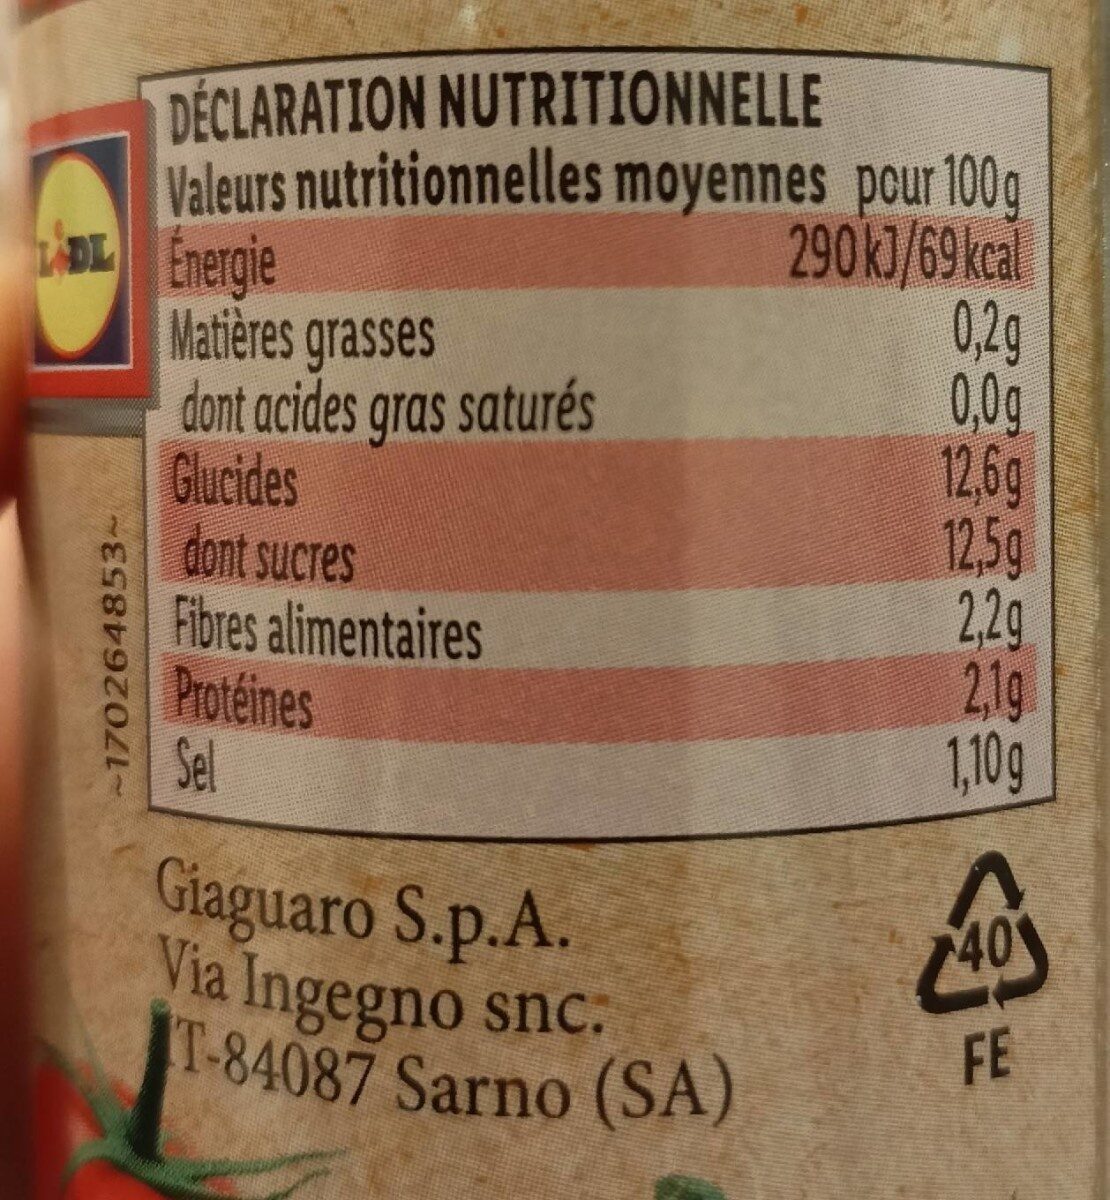 DÉCLARATION NUTRITIONNELLE
Valeurs nutritionnelles moyennes pour 100g
Énergie 290 kJ/69 kcal
Matières grasses 0,2g
dont acides gras saturés 0,0g
Glucides 12,6g
dont sucres 12,5g
Fibres alimentaires 2,2g
Protéines 2,1g
Sel 1,10g
LIDL
~170264853~
Giaguaro S.p.A.
Via Ingegno snc.
IT-84087 Sarno (SA)
40
FE